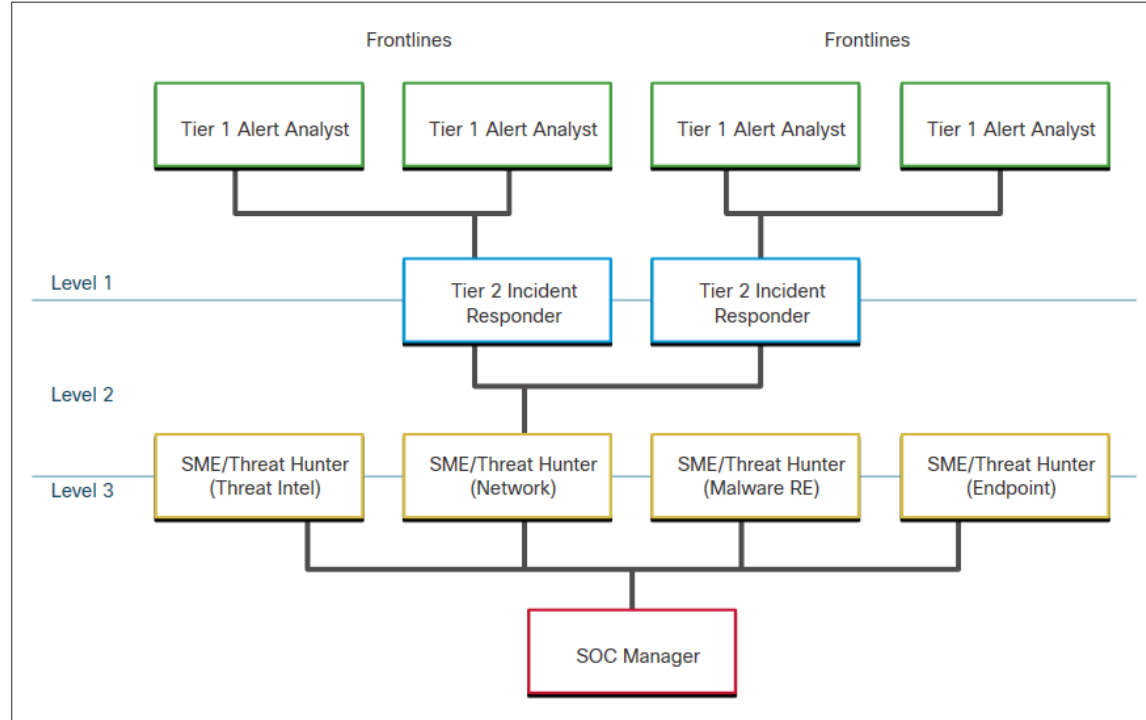 Frontlines
Frontlines
Tier 1 Alert Analyst
Tier 1 Alert Analyst
Tier 1 Alert Analyst
Tier 1 Alert Analyst
Level 1
Tier 2 Incident
Responder
Tier 2 Incident
Responder
Level 2
SME/Threat Hunter
(Threat Intel)
SME/Threat Hunter
(Network)
SME/Threat Hunter
(Malware RE)
SME/Threat Hunter
(Endpoint)
Level 3
SOC Manager